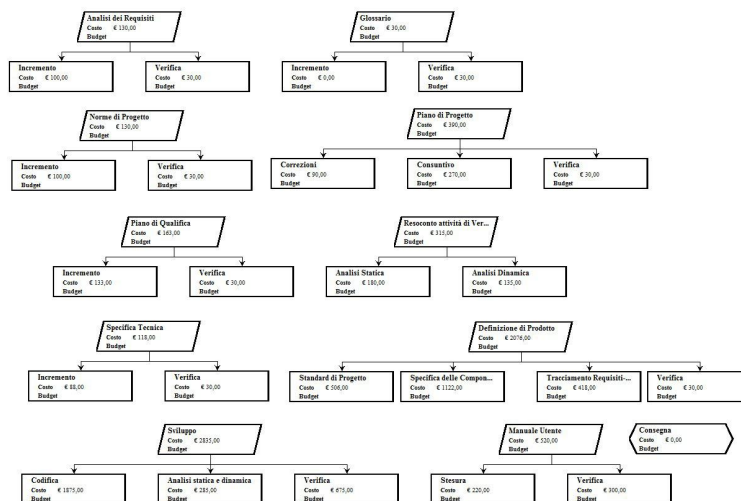 Analisi dei Requisiti
Costo € 130,00
Budget
Glossario
Costo € 30,00
Budget
Incremento
Costo € 100,00
Budget
Verifica
Costo € 30,00
Budget
Incremento
Costo € 0,00
Budget
Verifica
Costo € 30,00
Budget
Norme di Progetto
Costo € 130,00
Budget
Piano di Progetto
Costo € 390,00
Budget
Incremento
Costo € 100,00
Budget
Verifica
Costo € 30,00
Budget
Correzioni
Costo € 90,00
Budget
Consuntivo
Costo € 270,00
Budget
Verifica
Costo € 30,00
Budget
Piano di Qualifica
Costo € 163,00
Budget
Resoconto attività di Ver...
Costo € 315,00
Budget
Incremento
Costo € 133,00
Budget
Verifica
Costo € 30,00
Budget
Analisi Statica
Costo € 180,00
Budget
Analisi Dinamica
Costo € 135,00
Budget
Specifica Tecnica
Costo € 118,00
Budget
Definizione di Prodotto
Costo € 2076,00
Budget
Incremento
Costo € 88,00
Budget
Verifica
Costo € 30,00
Budget
Standard di Progetto
Costo € 506,00
Budget
Specifica delle Compon...
Costo € 1122,00
Budget
Tracciamento Requisiti-...
Costo € 418,00
Budget
Verifica
Costo € 30,00
Budget
Sviluppo
Costo € 2835,00
Budget
Manuale Utente
Costo € 520,00
Budget
Consegna
Costo € 0,00
Budget
Codifica
Costo € 1875,00
Budget
Analisi statica e dinamica
Costo € 285,00
Budget
Verifica
Costo € 675,00
Budget
Stesura
Costo € 220,00
Budget
Verifica
Costo € 300,00
Budget